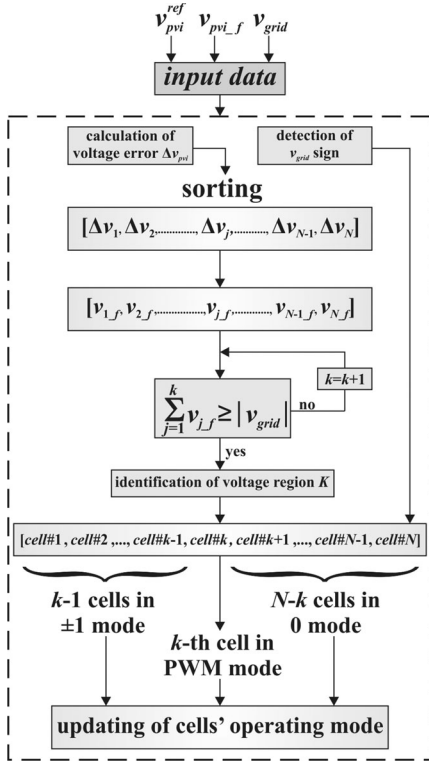 v_pvi^ref v_pvi_f v_grid
input data
calculation of
voltage error Δv_pvi
detection of
v_grid sign
sorting
[Δv_1, Δv_2,............., Δv_j,..........., Δv_N-1, Δv_N]
[v_1_f, v_2_f,................,v_j_f,.........,v_N-1_f, v_N_f]
k=k+1
k
∑ v_j_f ≥ | v_grid |
j=1
no
yes
identification of voltage region K
[cell#1, cell#2 ,..., cell#k-1, cell#k, cell#k+1 ,..., cell#N-1, cell#N]
k-1 cells in
±1 mode
N-k cells in
0 mode
k-th cell in
PWM mode
updating of cells' operating mode